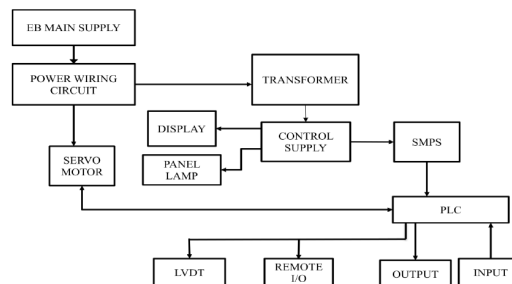 EB MAIN SUPPLY
POWER WIRING
CIRCUIT
TRANSFORMER
DISPLAY
CONTROL
SUPPLY
SMPS
SERVO
MOTOR
PANEL
LAMP
PLC
LVDT
REMOTE
I/O
OUTPUT
INPUT